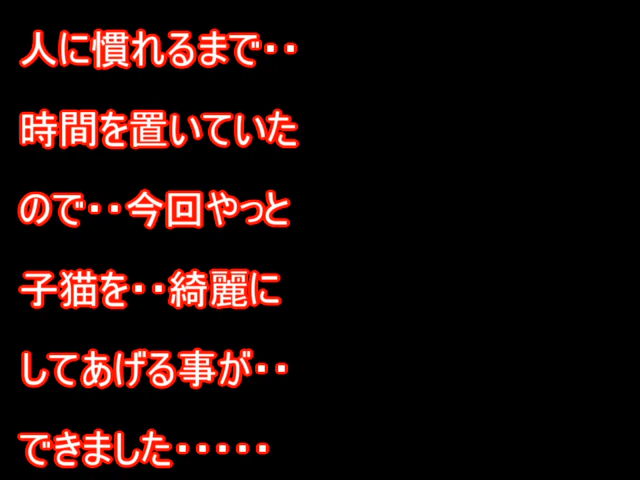 人に慣れるまで・・
時間を置いていた
ので・・今回やっと
子猫を・・綺麗に
してあげる事が・・
できました・・・・・